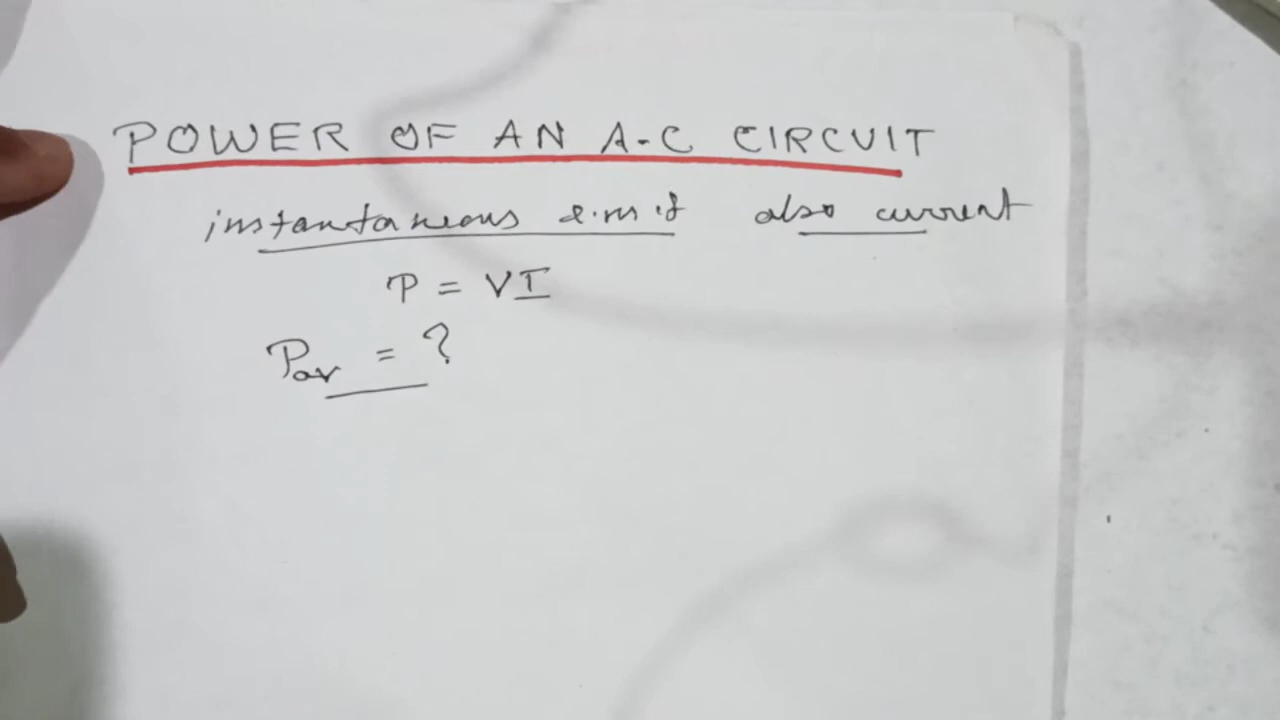 POWER OF AN A-C CIRCUIT
instantaneous e.m.f also current
P = VI
Pav = ?